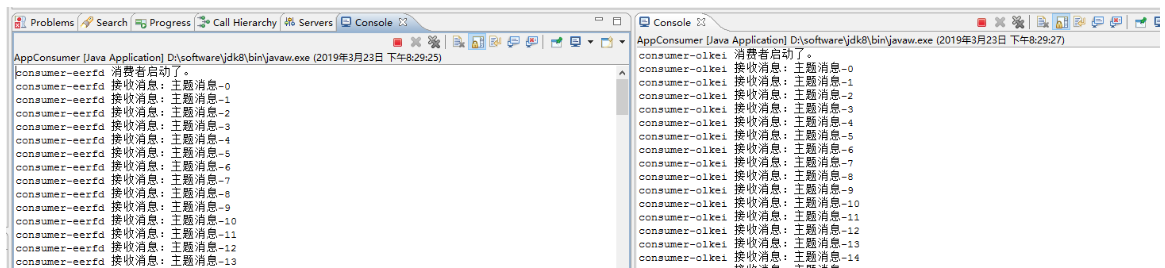 Problems Search Progress Call Hierarchy Servers Console
AppConsumer [Java Application] D:\software\jdk8\bin\javaw.exe (2019年3月23日 下午8:29:25)
consumer-eerfd 消费者启动了。
consumer-eerfd 接收消息：主题消息-0
consumer-eerfd 接收消息：主题消息-1
consumer-eerfd 接收消息：主题消息-2
consumer-eerfd 接收消息：主题消息-3
consumer-eerfd 接收消息：主题消息-4
consumer-eerfd 接收消息：主题消息-5
consumer-eerfd 接收消息：主题消息-6
consumer-eerfd 接收消息：主题消息-7
consumer-eerfd 接收消息：主题消息-8
consumer-eerfd 接收消息：主题消息-9
consumer-eerfd 接收消息：主题消息-10
consumer-eerfd 接收消息：主题消息-11
consumer-eerfd 接收消息：主题消息-12
consumer-eerfd 接收消息：主题消息-13
Console
AppConsumer [Java Application] D:\software\jdk8\bin\javaw.exe (2019年3月23日 下午8:29:27)
consumer-olkei 消费者启动了。
consumer-olkei 接收消息：主题消息-0
consumer-olkei 接收消息：主题消息-1
consumer-olkei 接收消息：主题消息-2
consumer-olkei 接收消息：主题消息-3
consumer-olkei 接收消息：主题消息-4
consumer-olkei 接收消息：主题消息-5
consumer-olkei 接收消息：主题消息-6
consumer-olkei 接收消息：主题消息-7
consumer-olkei 接收消息：主题消息-8
consumer-olkei 接收消息：主题消息-9
consumer-olkei 接收消息：主题消息-10
consumer-olkei 接收消息：主题消息-11
consumer-olkei 接收消息：主题消息-12
consumer-olkei 接收消息：主题消息-13
consumer-olkei 接收消息：主题消息-14